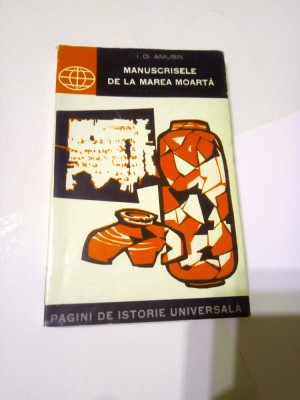 I. D. AMUSIN
MANUSCRISELE
DE LA MAREA MOARTĂ
PAGINI DE ISTORIE UNIVERSALĂ